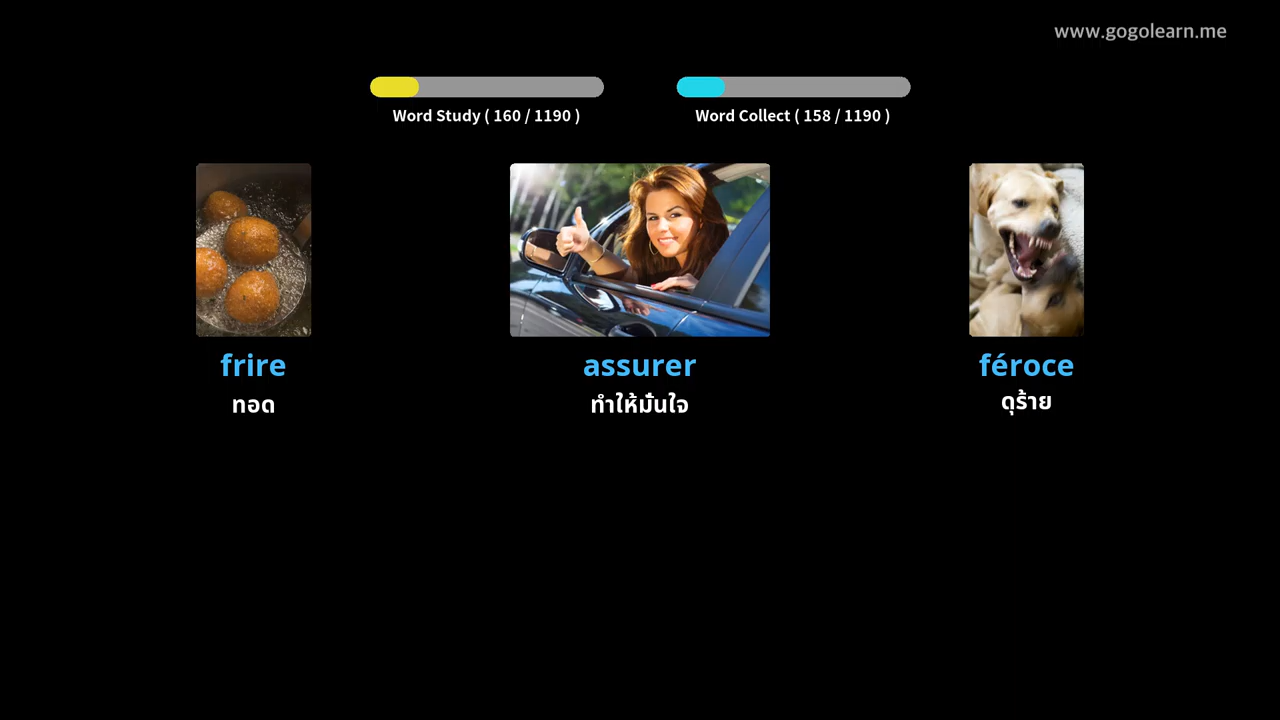 www.gogolearn.me
Word Study ( 160 / 1190 )
Word Collect ( 158 / 1190 )
frire
ทอด
assurer
ทำให้มั่นใจ
féroce
ดุร้าย